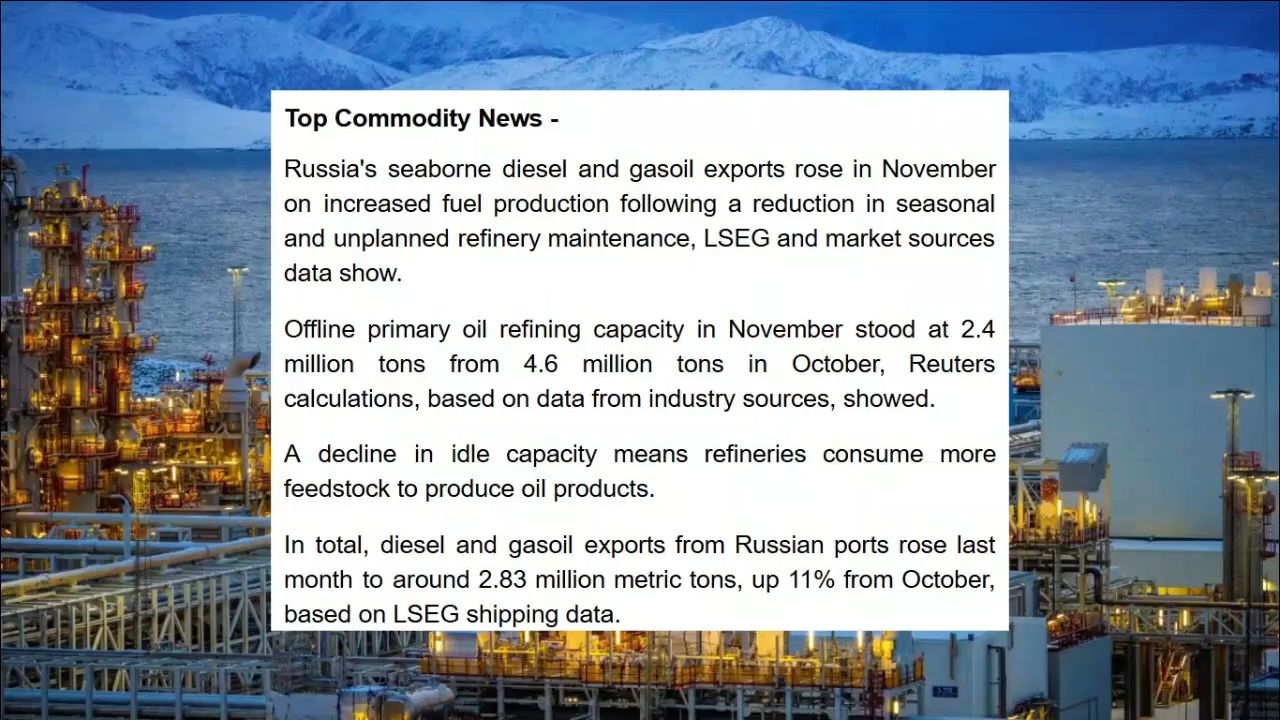 Top Commodity News -
Russia's seaborne diesel and gasoil exports rose in November
on increased fuel production following a reduction in seasonal
and unplanned refinery maintenance, LSEG and market sources
data show.
Offline primary oil refining capacity in November stood at 2.4
million tons from 4.6 million tons in October, Reuters
calculations, based on data from industry sources, showed.
A decline in idle capacity means refineries consume more
feedstock to produce oil products.
In total, diesel and gasoil exports from Russian ports rose last
month to around 2.83 million metric tons, up 11% from October,
based on LSEG shipping data.